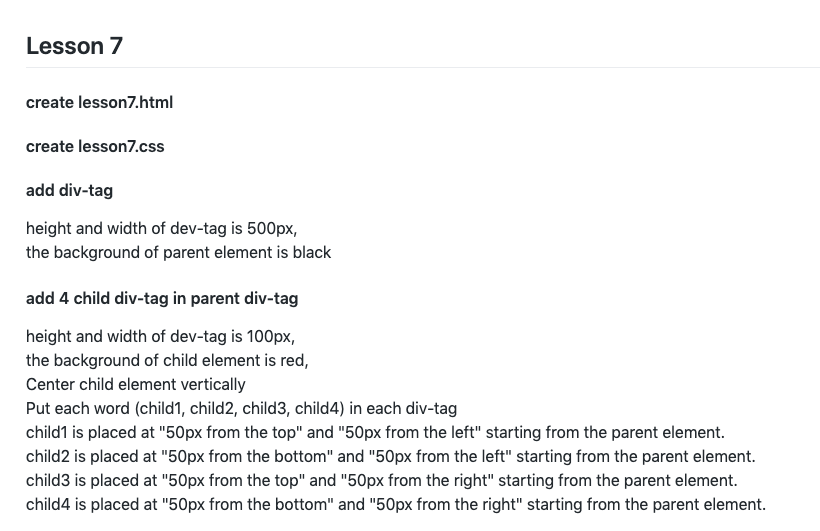 Lesson 7
create lesson7.html
create lesson7.css
add div-tag
height and width of dev-tag is 500px,
the background of parent element is black
add 4 child div-tag in parent div-tag
height and width of dev-tag is 100px,
the background of child element is red,
Center child element vertically
Put each word (child1, child2, child3, child4) in each div-tag
child1 is placed at "50px from the top" and "50px from the left" starting from the parent element.
child2 is placed at "50px from the bottom" and "50px from the left" starting from the parent element.
child3 is placed at "50px from the top" and "50px from the right" starting from the parent element.
child4 is placed at "50px from the bottom" and "50px from the right" starting from the parent element.